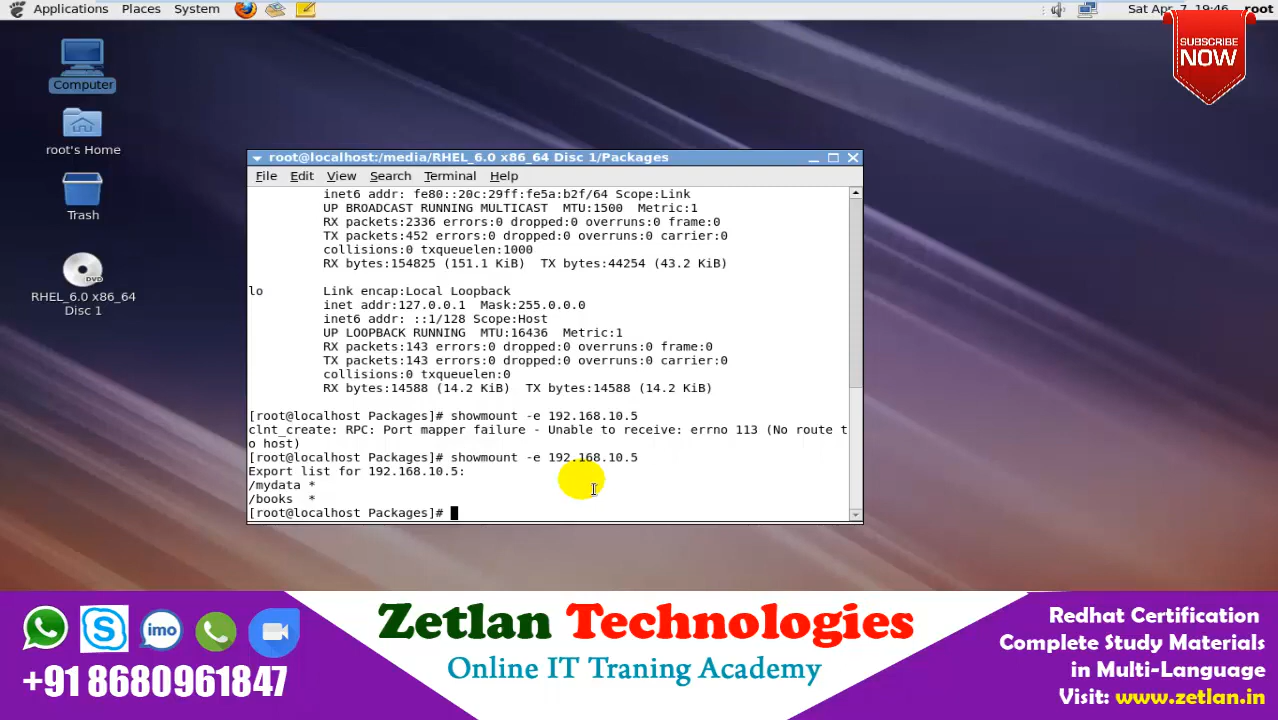 Applications Places System Sat Apr 7, 19:46 root
SUBSCRIBE
NOW
Computer
root's Home
Trash
DVD
RHEL_6.0 x86_64
Disc 1
root@localhost:/media/RHEL_6.0 x86_64 Disc 1/Packages
File Edit View Search Terminal Help
inet6 addr: fe80::20c:29ff:fe5a:b2f/64 Scope:Link
UP BROADCAST RUNNING MULTICAST MTU:1500 Metric:1
RX packets:2336 errors:0 dropped:0 overruns:0 frame:0
TX packets:452 errors:0 dropped:0 overruns:0 carrier:0
collisions:0 txqueuelen:1000
RX bytes:154825 (151.1 KiB) TX bytes:44254 (43.2 KiB)
lo Link encap:Local Loopback
inet addr:127.0.0.1 Mask:255.0.0.0
inet6 addr: ::1/128 Scope:Host
UP LOOPBACK RUNNING MTU:16436 Metric:1
RX packets:143 errors:0 dropped:0 overruns:0 frame:0
TX packets:143 errors:0 dropped:0 overruns:0 carrier:0
collisions:0 txqueuelen:0
RX bytes:14588 (14.2 KiB) TX bytes:14588 (14.2 KiB)
[root@localhost Packages]# showmount -e 192.168.10.5
clnt_create: RPC: Port mapper failure - Unable to receive: errno 113 (No route t
o host)
[root@localhost Packages]# showmount -e 192.168.10.5
Export list for 192.168.10.5:
/mydata *
/books *
[root@localhost Packages]#
imo
+91 8680961847
Zetlan Technologies
Online IT Traning Academy
Redhat Certification
Complete Study Materials
in Multi-Language
Visit: www.zetlan.in